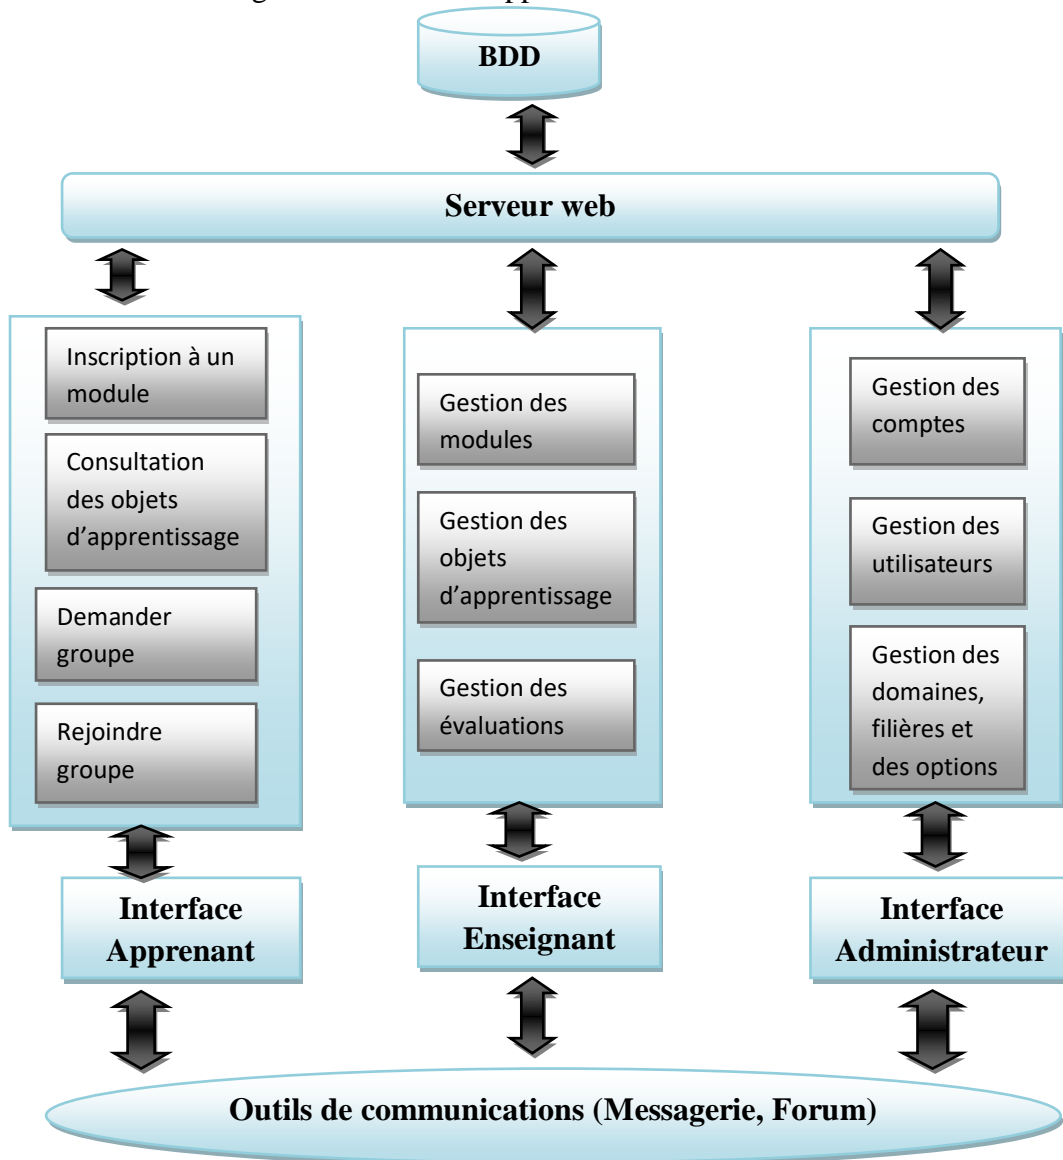 BDD
Serveur web
Inscription à un
module
Consultation
des objets
d’apprentissage
Demander
groupe
Rejoindre
groupe
Gestion des
modules
Gestion des
objets
d’apprentissage
Gestion des
évaluations
Gestion des
comptes
Gestion des
utilisateurs
Gestion des
domaines,
filières et
des options
Interface
Apprenant
Interface
Enseignant
Interface
Administrateur
Outils de communications (Messagerie, Forum)